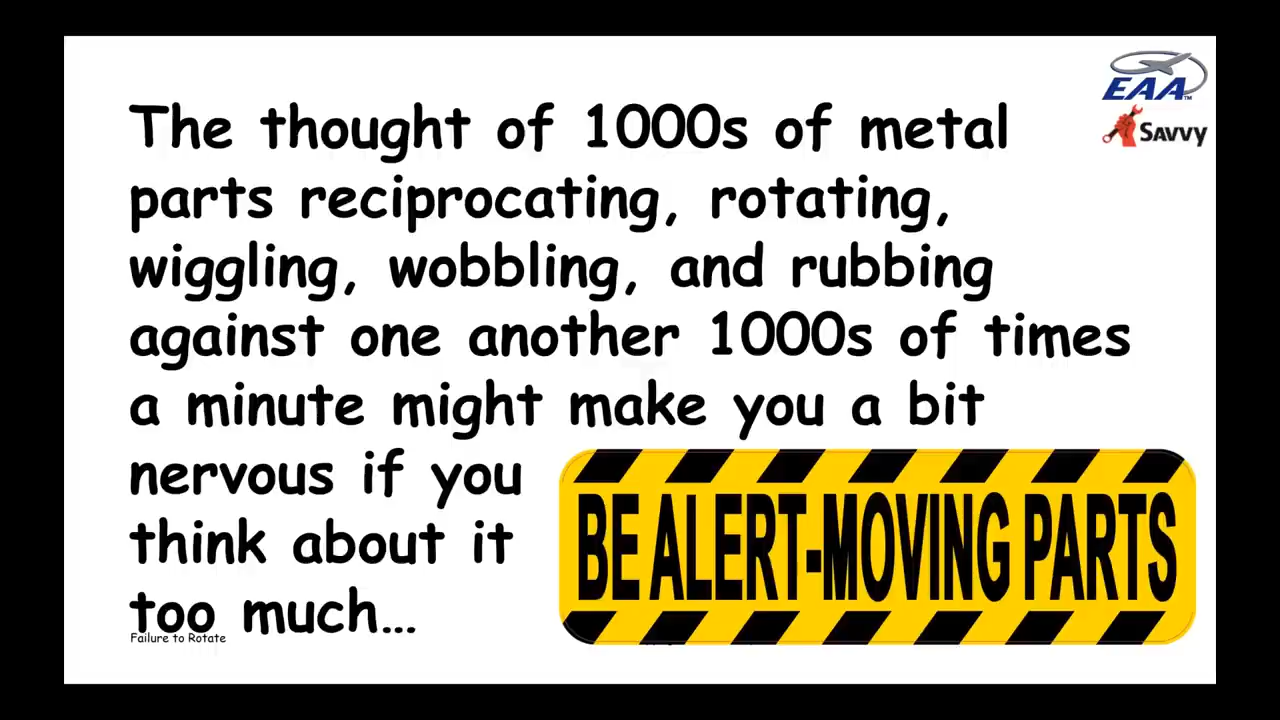 EAA™
SAVVY
The thought of 1000s of metal
parts reciprocating, rotating,
wiggling, wobbling, and rubbing
against one another 1000s of times
a minute might make you a bit
nervous if you
think about it
too much...
BE ALERT-MOVING PARTS
Failure to Rotate